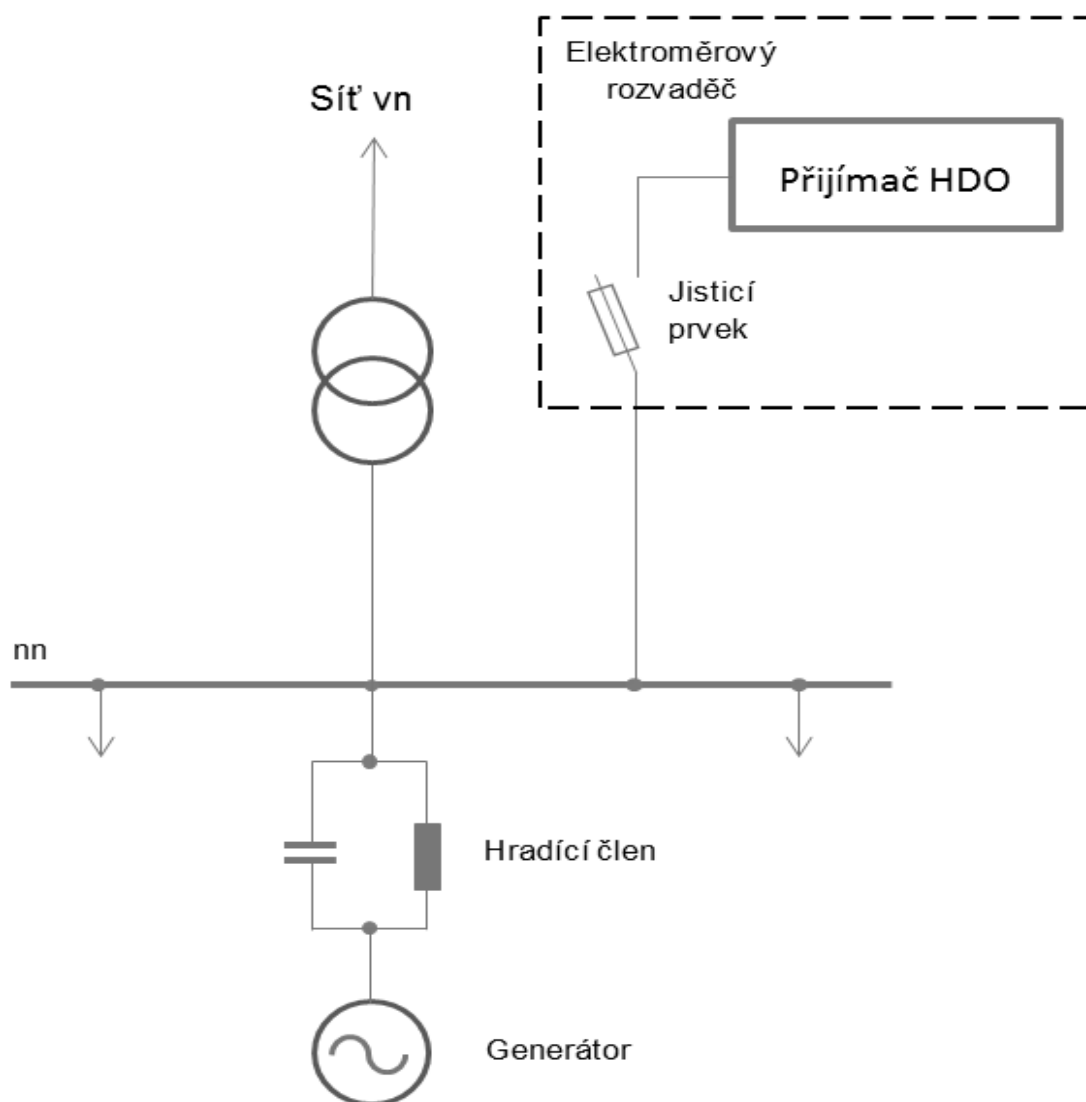 Síť vn
Elektroměrový
rozvaděč
Přijímač HDO
Jisticí
prvek
nn
Hradící člen
Generátor